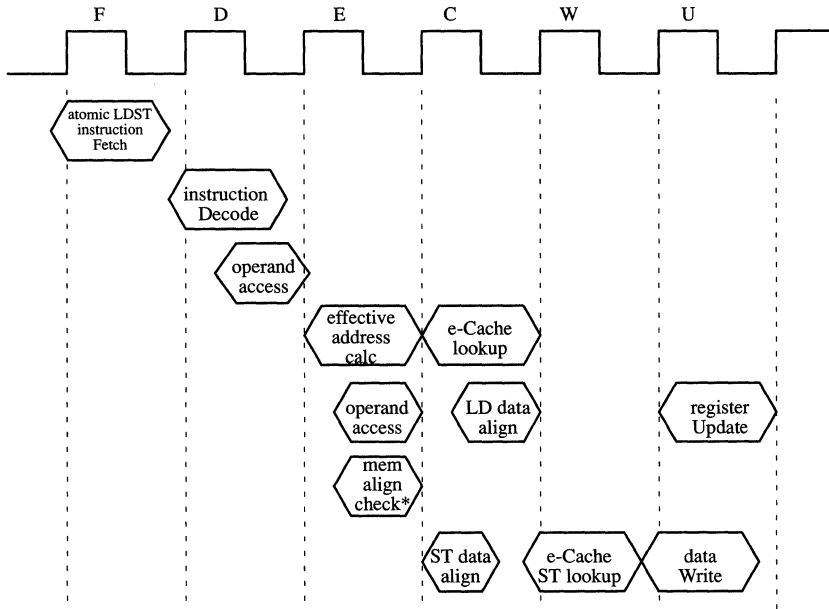 F D E C W U
atomic LDST
instruction
Fetch
instruction
Decode
operand
access
effective
address
calc
e-Cache
lookup
operand
access
LD data
align
register
Update
mem
align
check*
ST data
align
e-Cache
ST lookup
data
Write